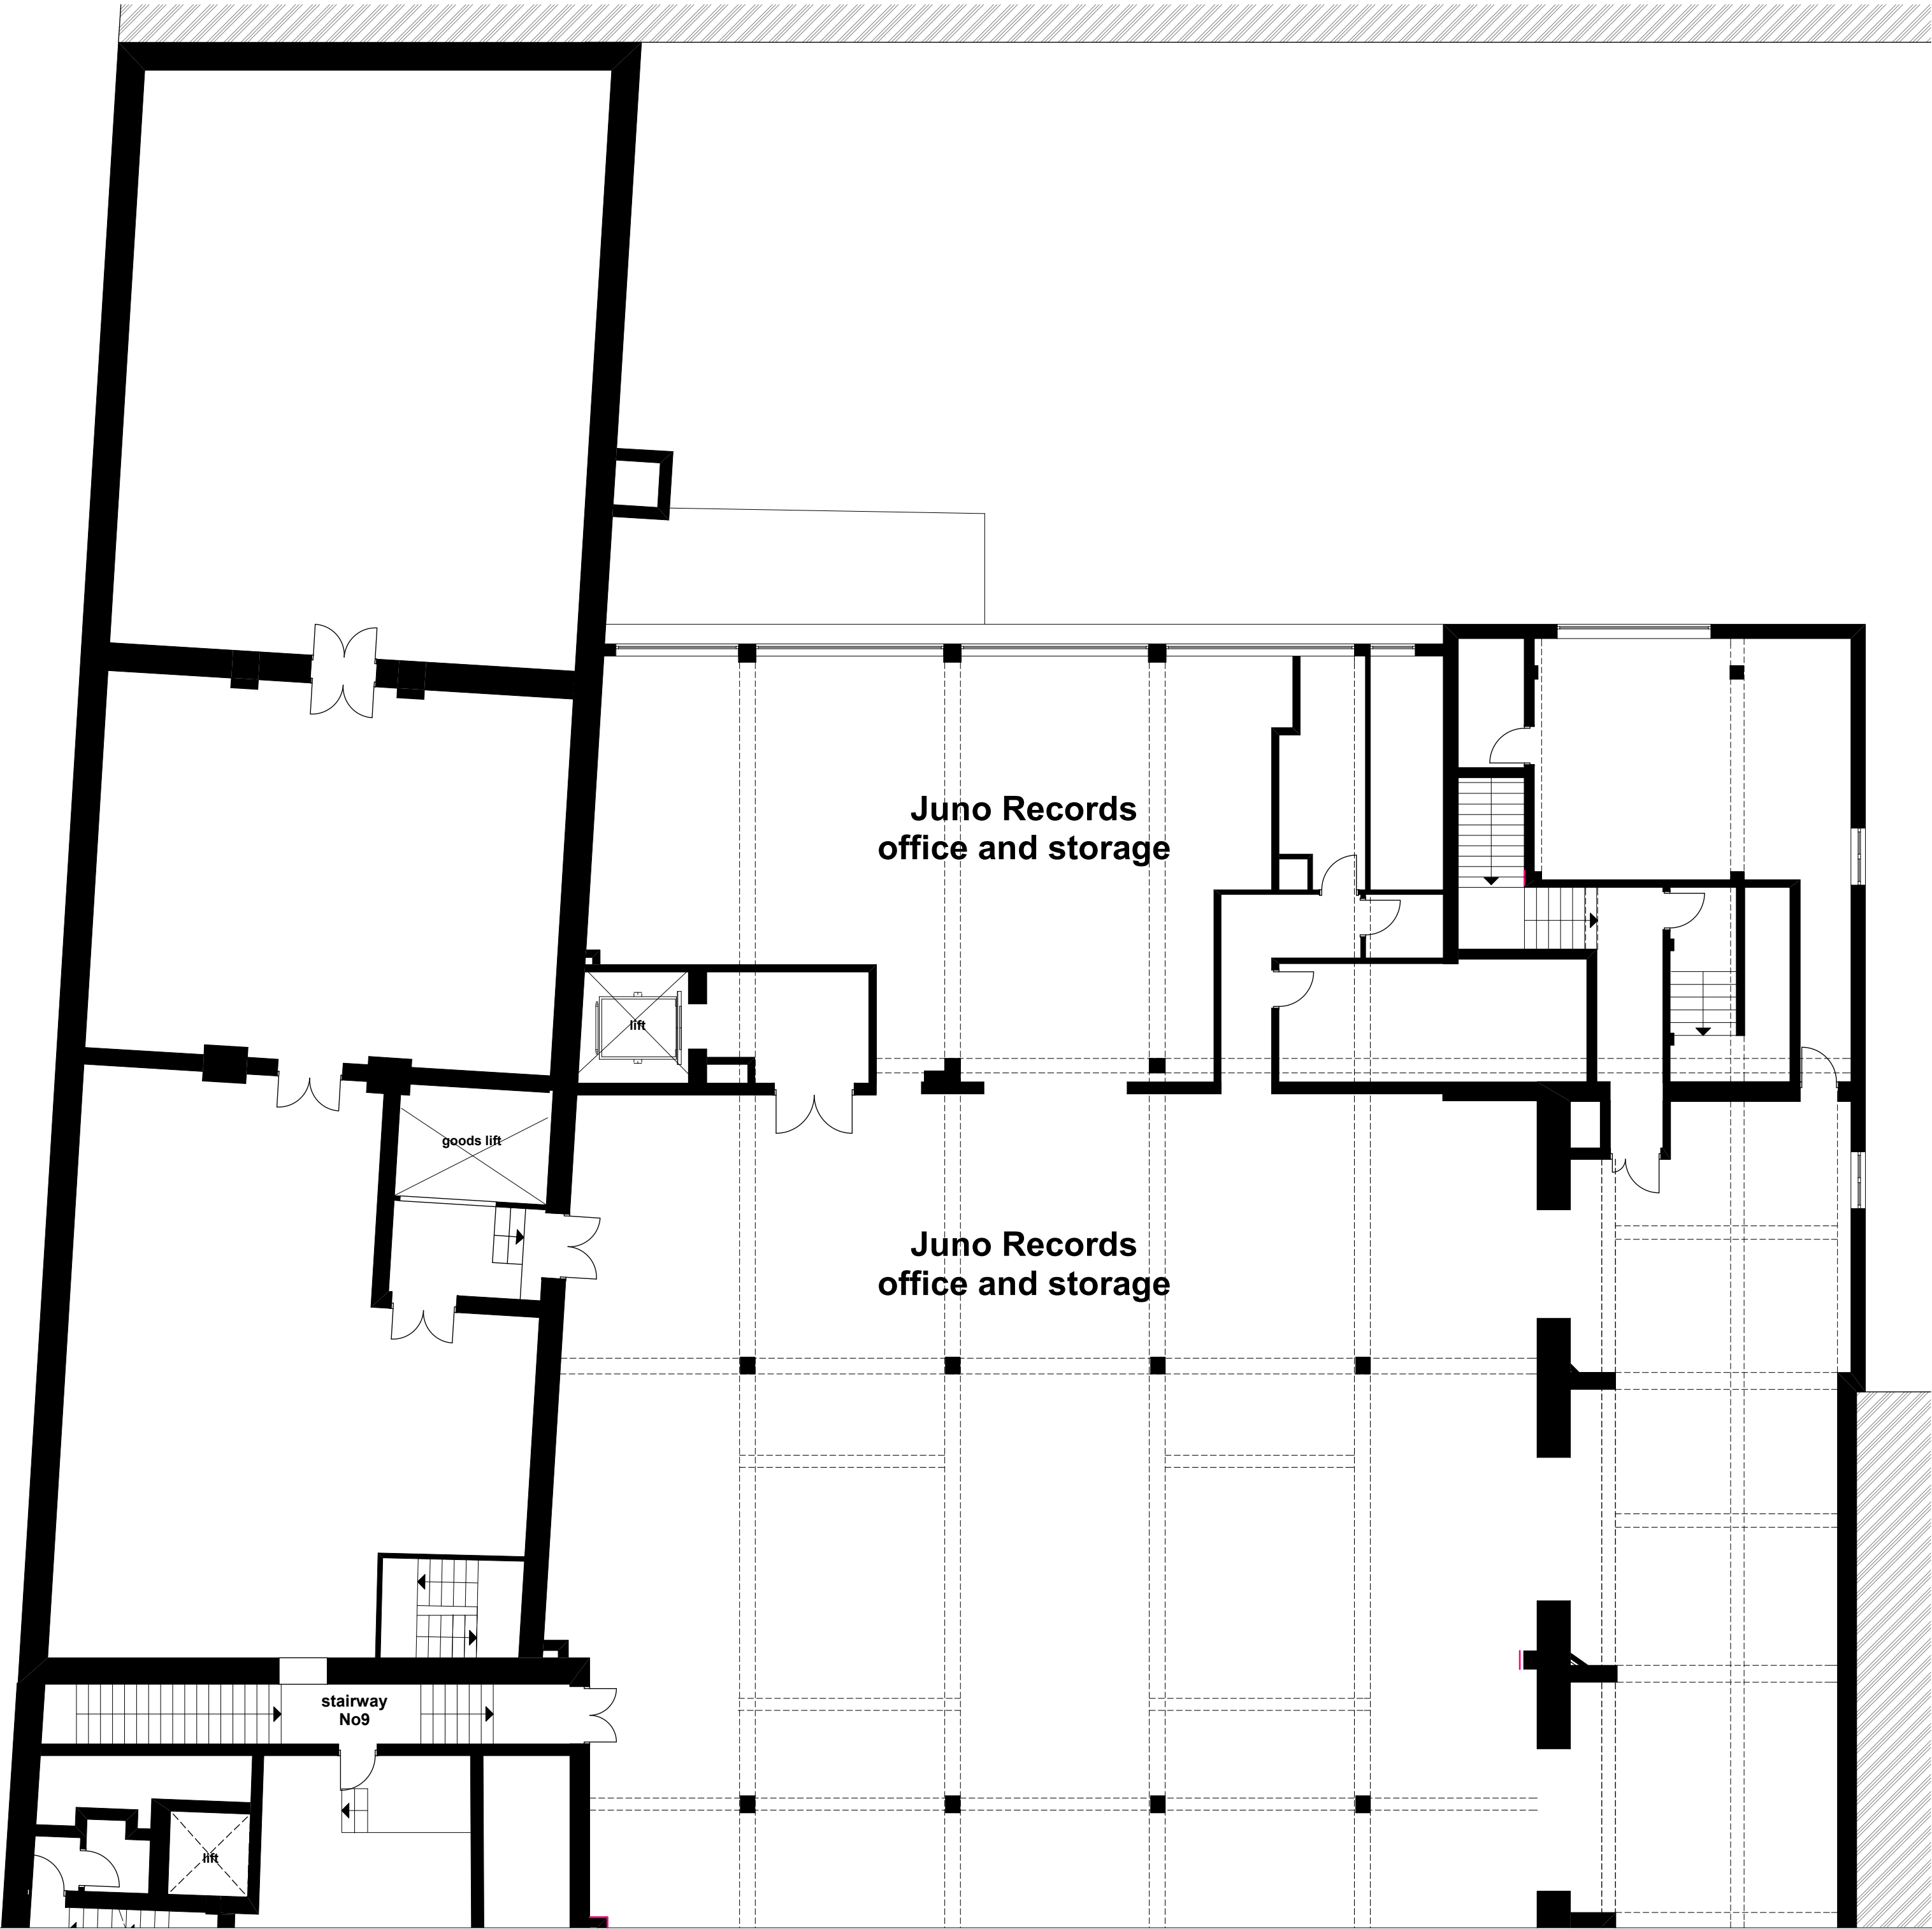 Juno Records
office and storage
lift
goods lift
Juno Records
office and storage
stairway
No9
lift